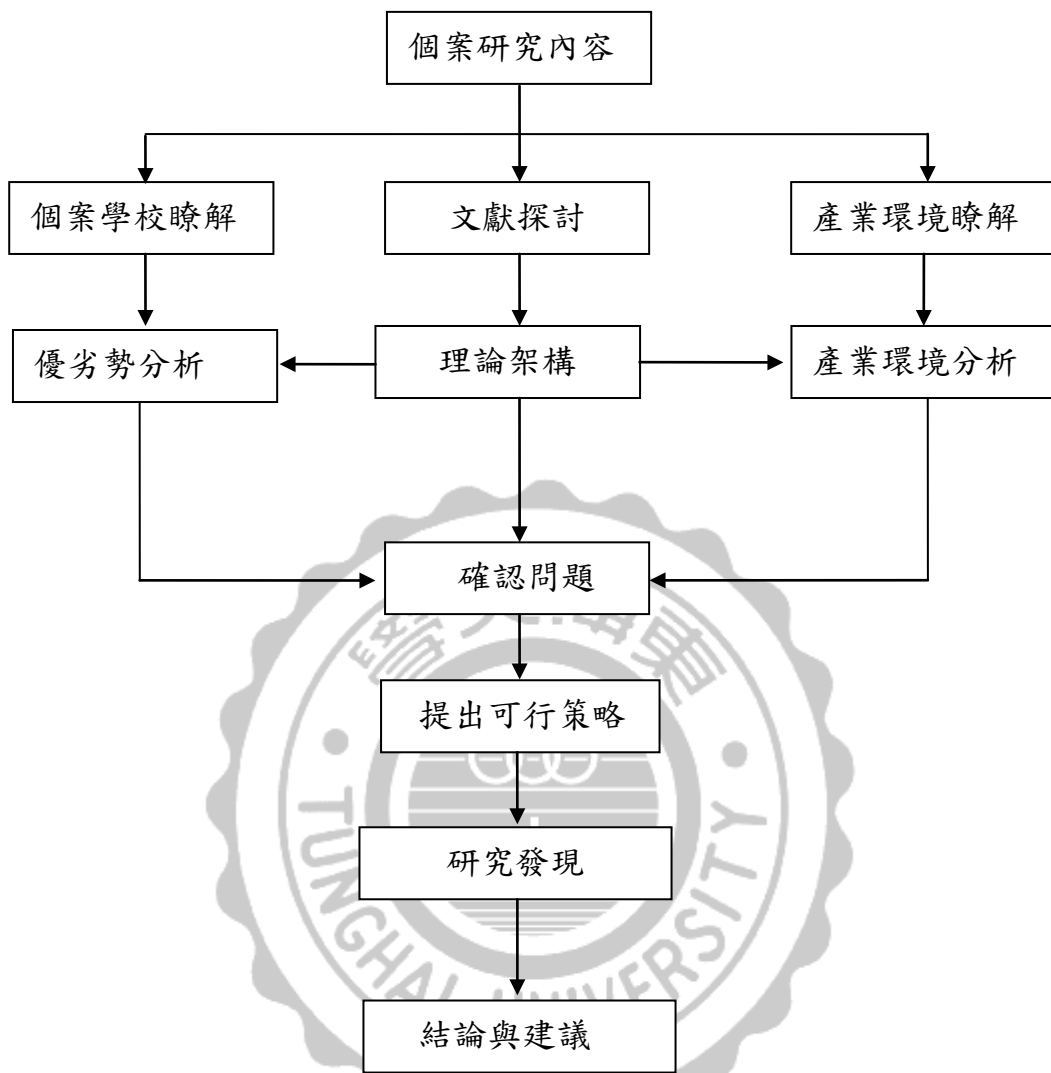 個案研究內容
個案學校瞭解
文獻探討
產業環境瞭解
優劣勢分析
理論架構
產業環境分析
確認問題
提出可行策略
研究發現
結論與建議
TUNGHAI UNIVERSITY